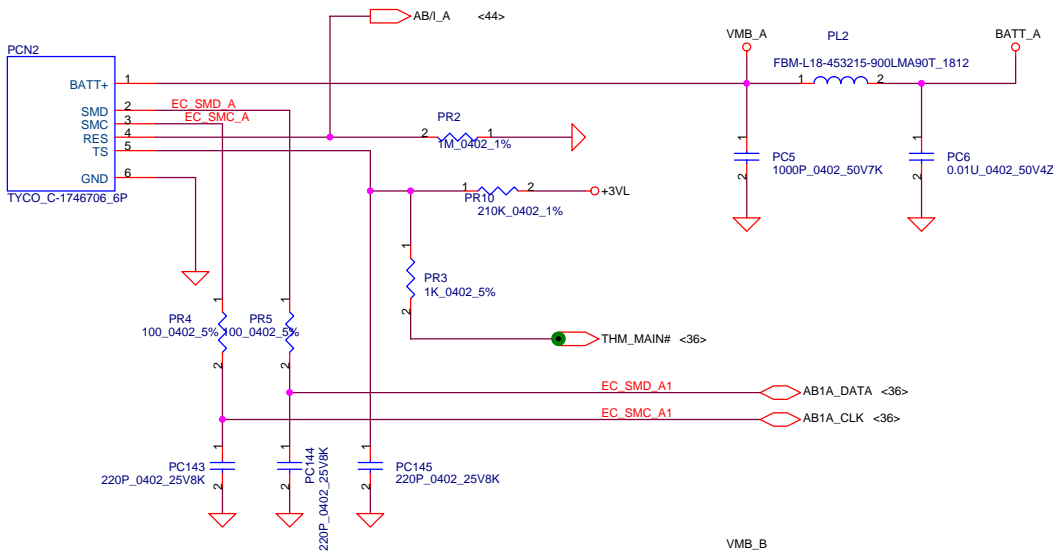 AB/I_A <44>
PCN2
VMB_A
PL2
BATT_A
FBM-L18-453215-900LMA90T_1812
BATT+ 1
1 2
SMD 2 EC_SMD_A
SMC 3 EC_SMC_A
RES 4
TS 5
GND 6
TYCO_C-1746706_6P
PR2
2 1
1M_0402_1%
1 2
PR10
210K_0402_1%
+3VL
1
PC5
1000P_0402_50V7K
2
1
PC6
0.01U_0402_50V4Z
2
1
PR3
1K_0402_5%
2
THM_MAIN# <36>
1
PR4
100_0402_5%
2
1
PR5
100_0402_5%
2
EC_SMD_A1
AB1A_DATA <36>
EC_SMC_A1
AB1A_CLK <36>
1
PC143
220P_0402_25V8K
2
1
PC144
220P_0402_25V8K
2
1
PC145
220P_0402_25V8K
2
VMB_B